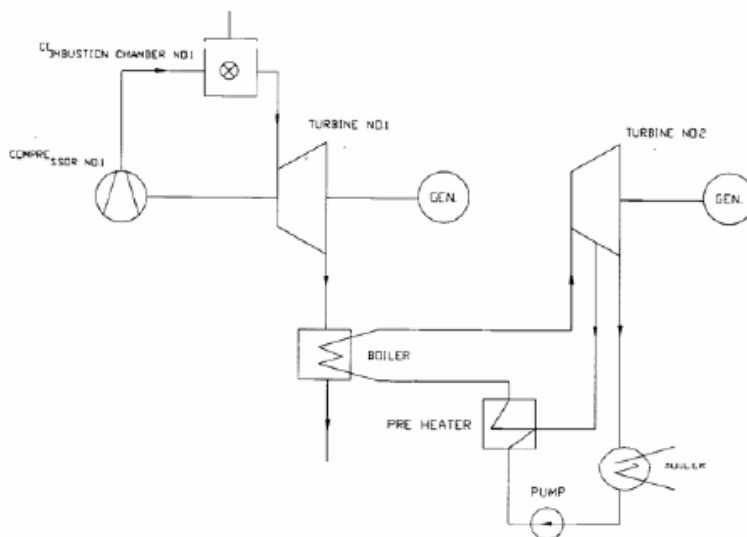 COMBUSTION CHAMBER NO.1
TURBINE NO.1
TURBINE NO.2
COMPRESSOR NO.1
GEN.
GEN.
BOILER
PRE HEATER
PUMP